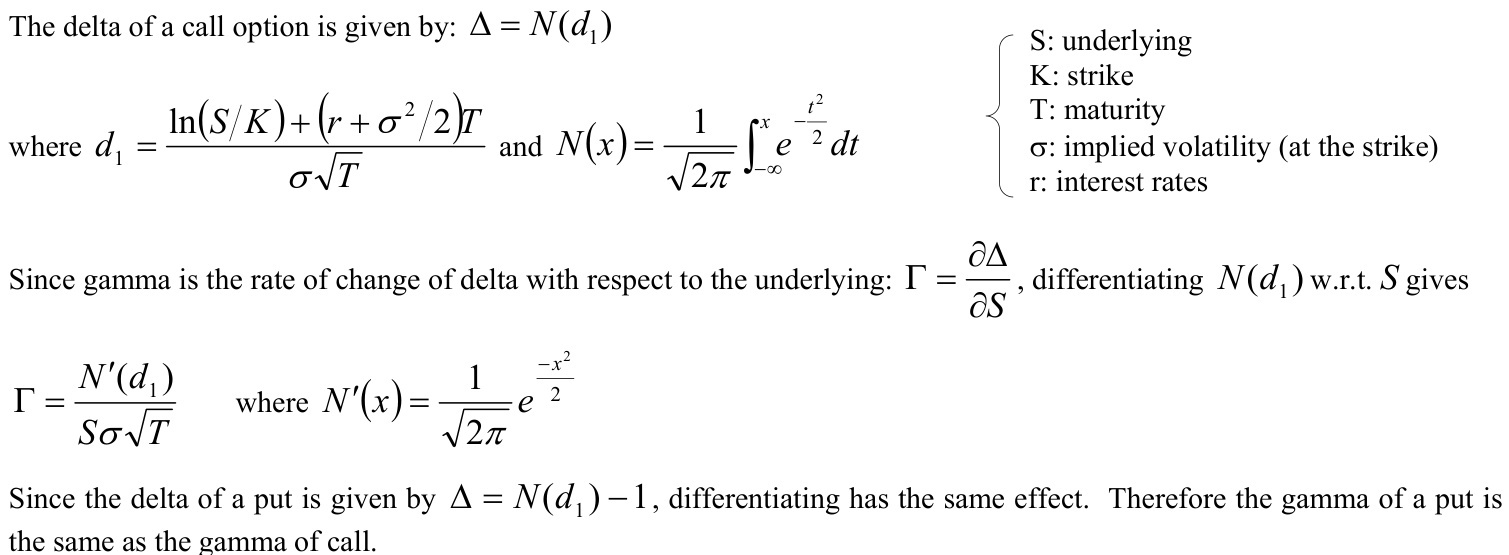 The delta of a call option is given by: Δ = N(d₁)
S: underlying
K: strike
T: maturity
σ: implied volatility (at the strike)
r: interest rates
where d₁ = (ln(S/K)+(r+σ²/2)T)/(σ√T) and N(x)= 1/√(2π) ∫_{-∞}^{x} e^{-t²/2} dt
Since gamma is the rate of change of delta with respect to the underlying: Γ = ∂Δ/∂S, differentiating N(d₁) w.r.t. S gives
Γ = N'(d₁)/(Sσ√T) where N'(x)= 1/√(2π) e^{-x²/2}
Since the delta of a put is given by Δ = N(d₁)−1, differentiating has the same effect. Therefore the gamma of a put is
the same as the gamma of call.